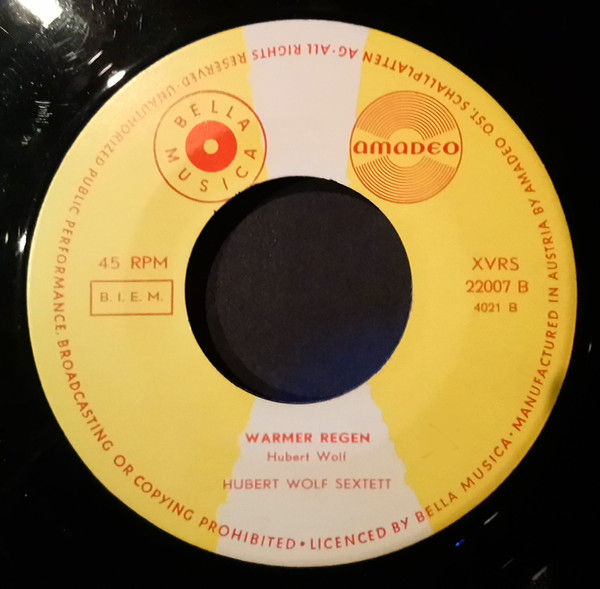 BELLA
MUSICA
AMADEO
45 RPM
B. I. E. M.
XVRS
22007 B
4021 B
WARMER REGEN
Hubert Wolf
HUBERT WOLF SEXTETT
LICENCED BY BELLA MUSICA · MANUFACTURED IN AUSTRIA BY AMADEO ÖST. SCHALLPLATTEN AG · ALL RIGHTS RESERVED · UNAUTHORIZED PUBLIC PERFORMANCE, BROADCASTING OR COPYING PROHIBITED •